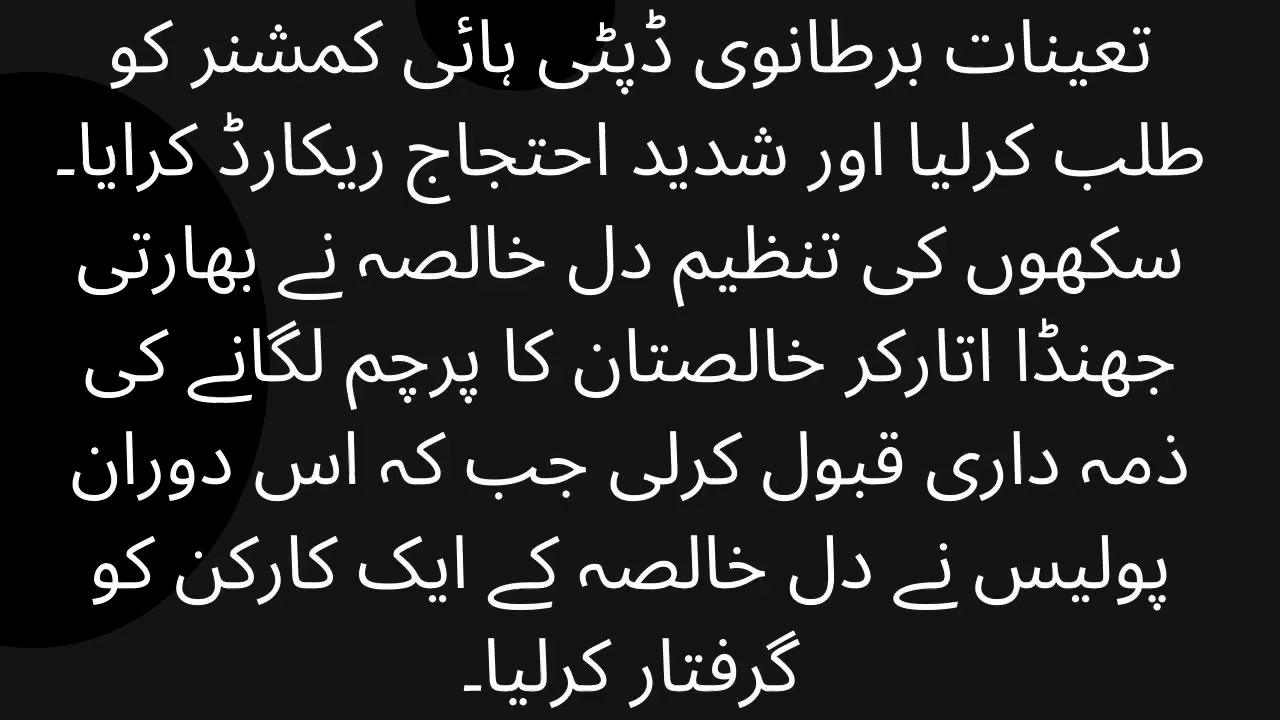 تعینات برطانوی ڈپٹی ہائی کمشنر کو
طلب کرلیا اور شدید احتجاج ریکارڈ کرایا۔
سکھوں کی تنظیم دل خالصہ نے بھارتی
جھنڈا اتارکر خالصتان کا پرچم لگانے کی
ذمہ داری قبول کرلی جب کہ اس دوران
پولیس نے دل خالصہ کے ایک کارکن کو
گرفتار کرلیا۔